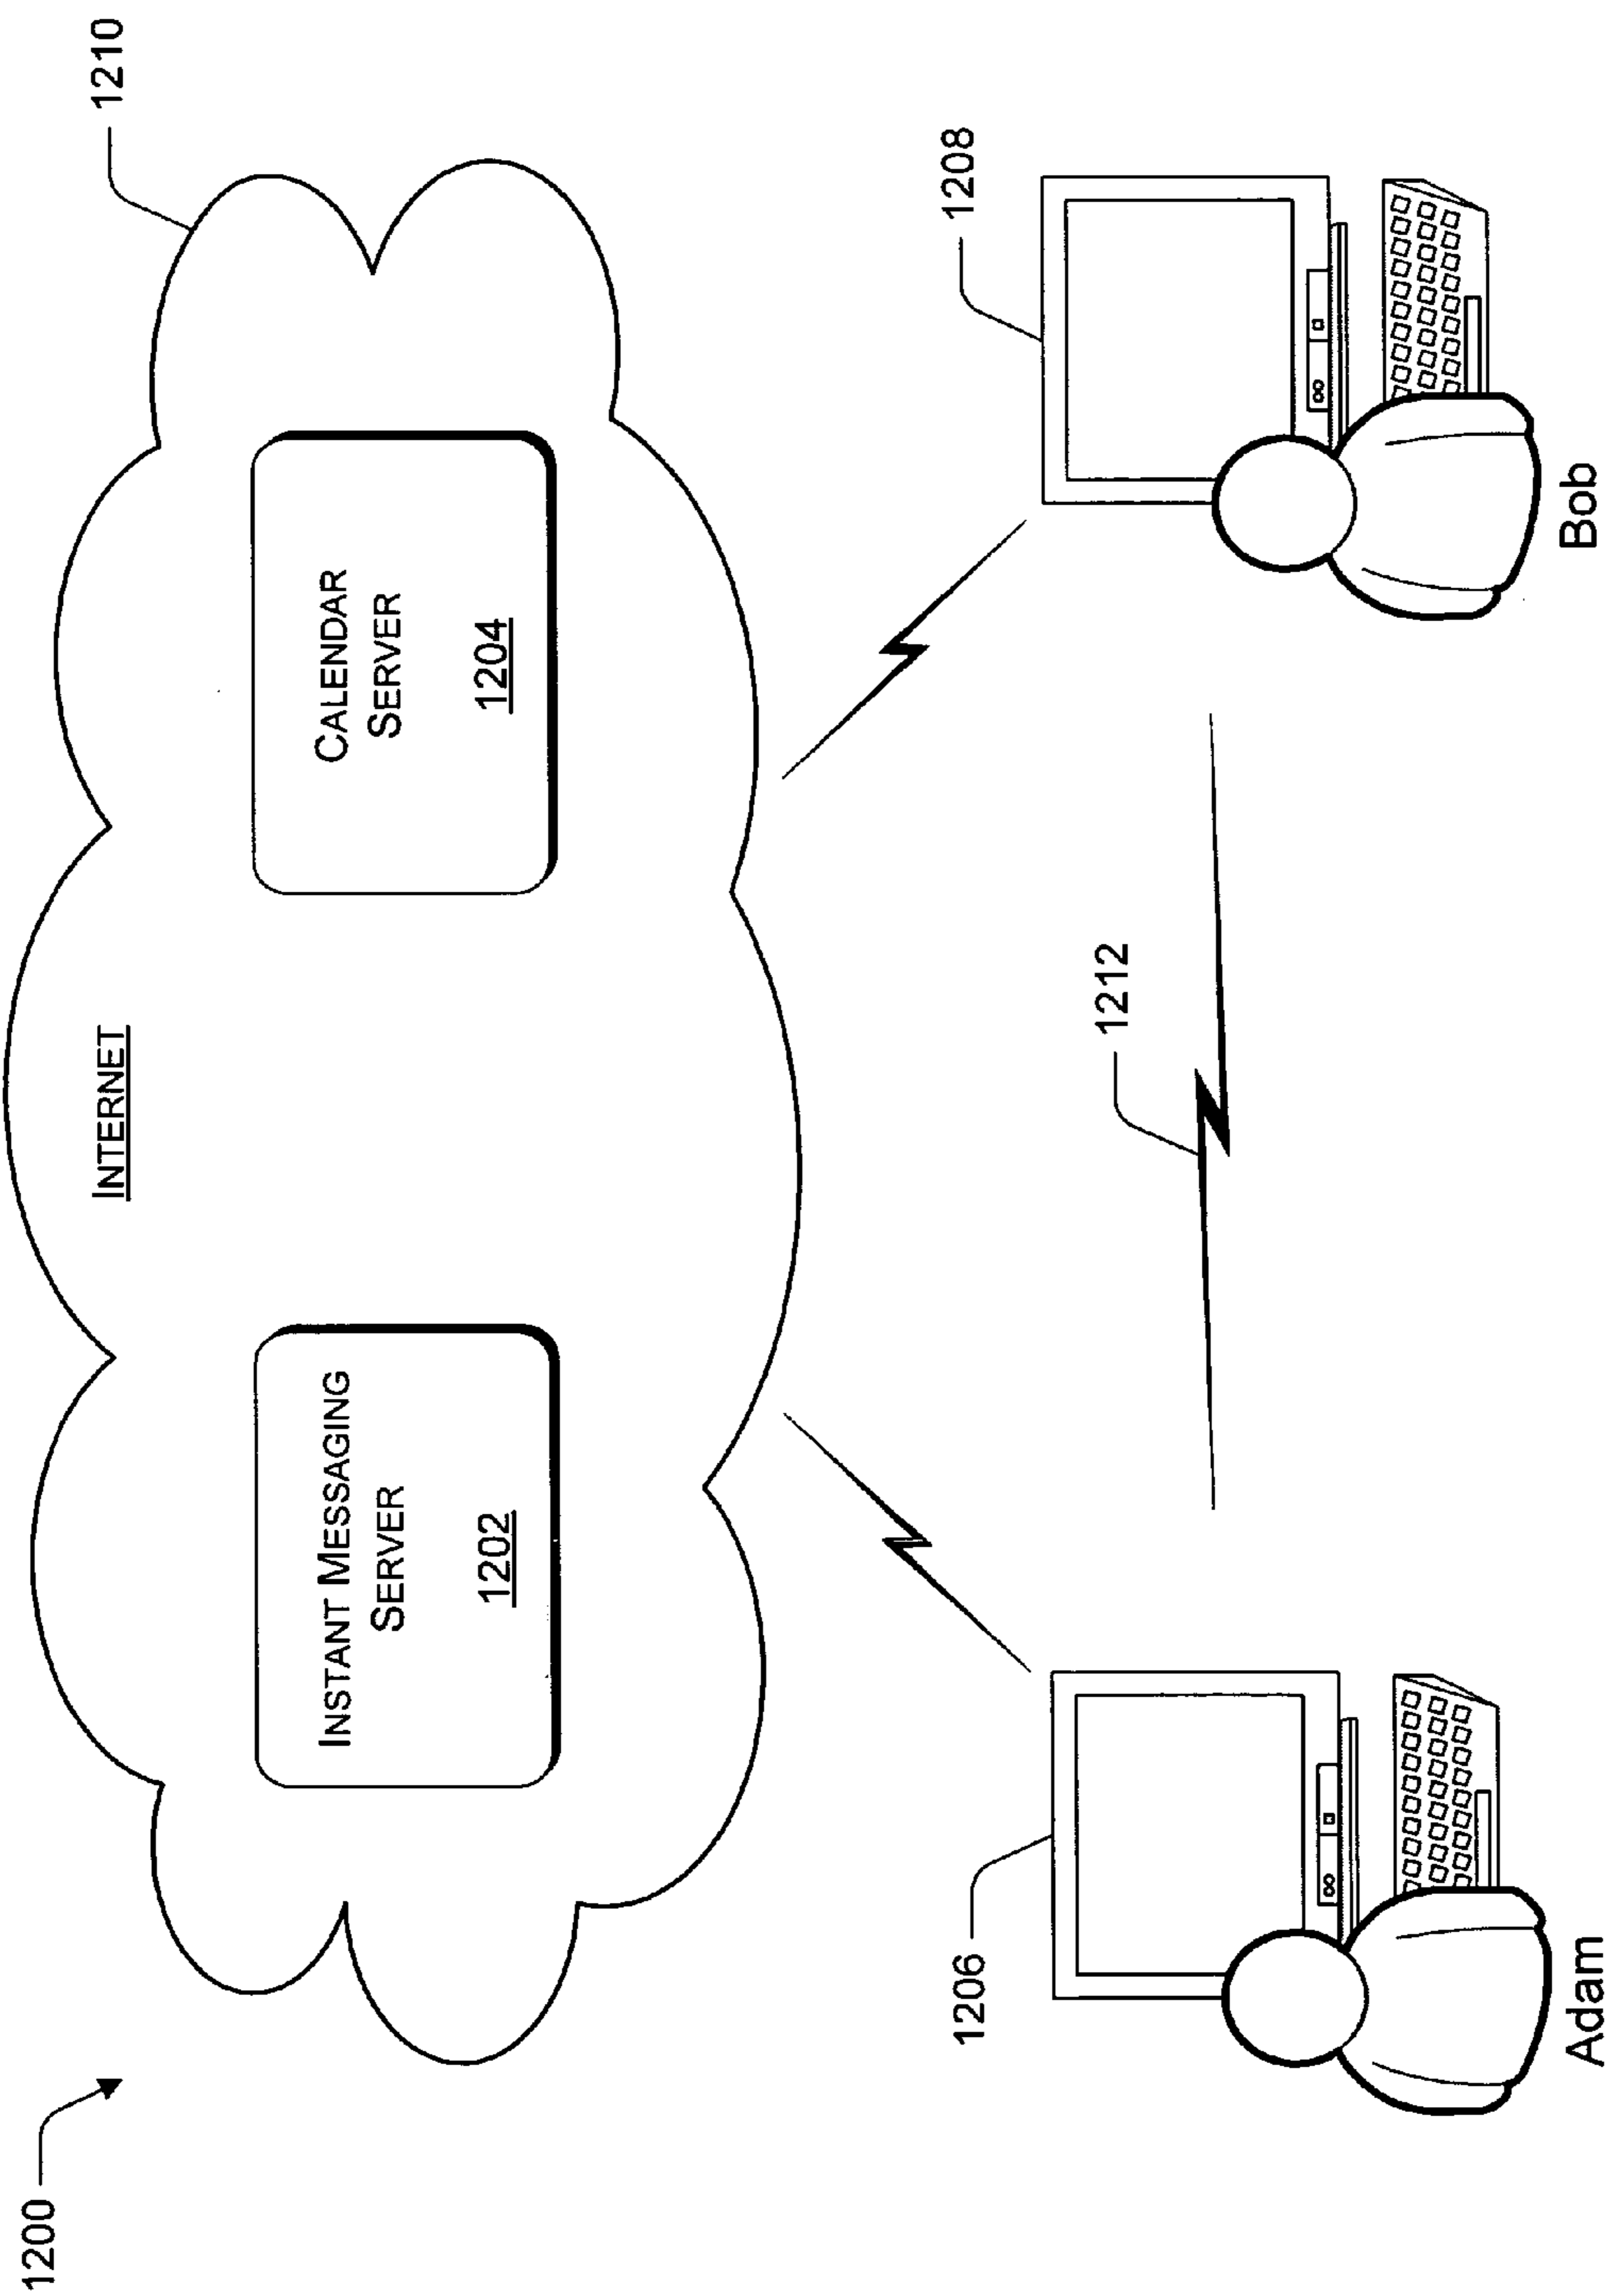 1200
1210
INTERNET
INSTANT MESSAGING
SERVER
1202
CALENDAR
SERVER
1204
1206
1208
1212
Adam
Bob